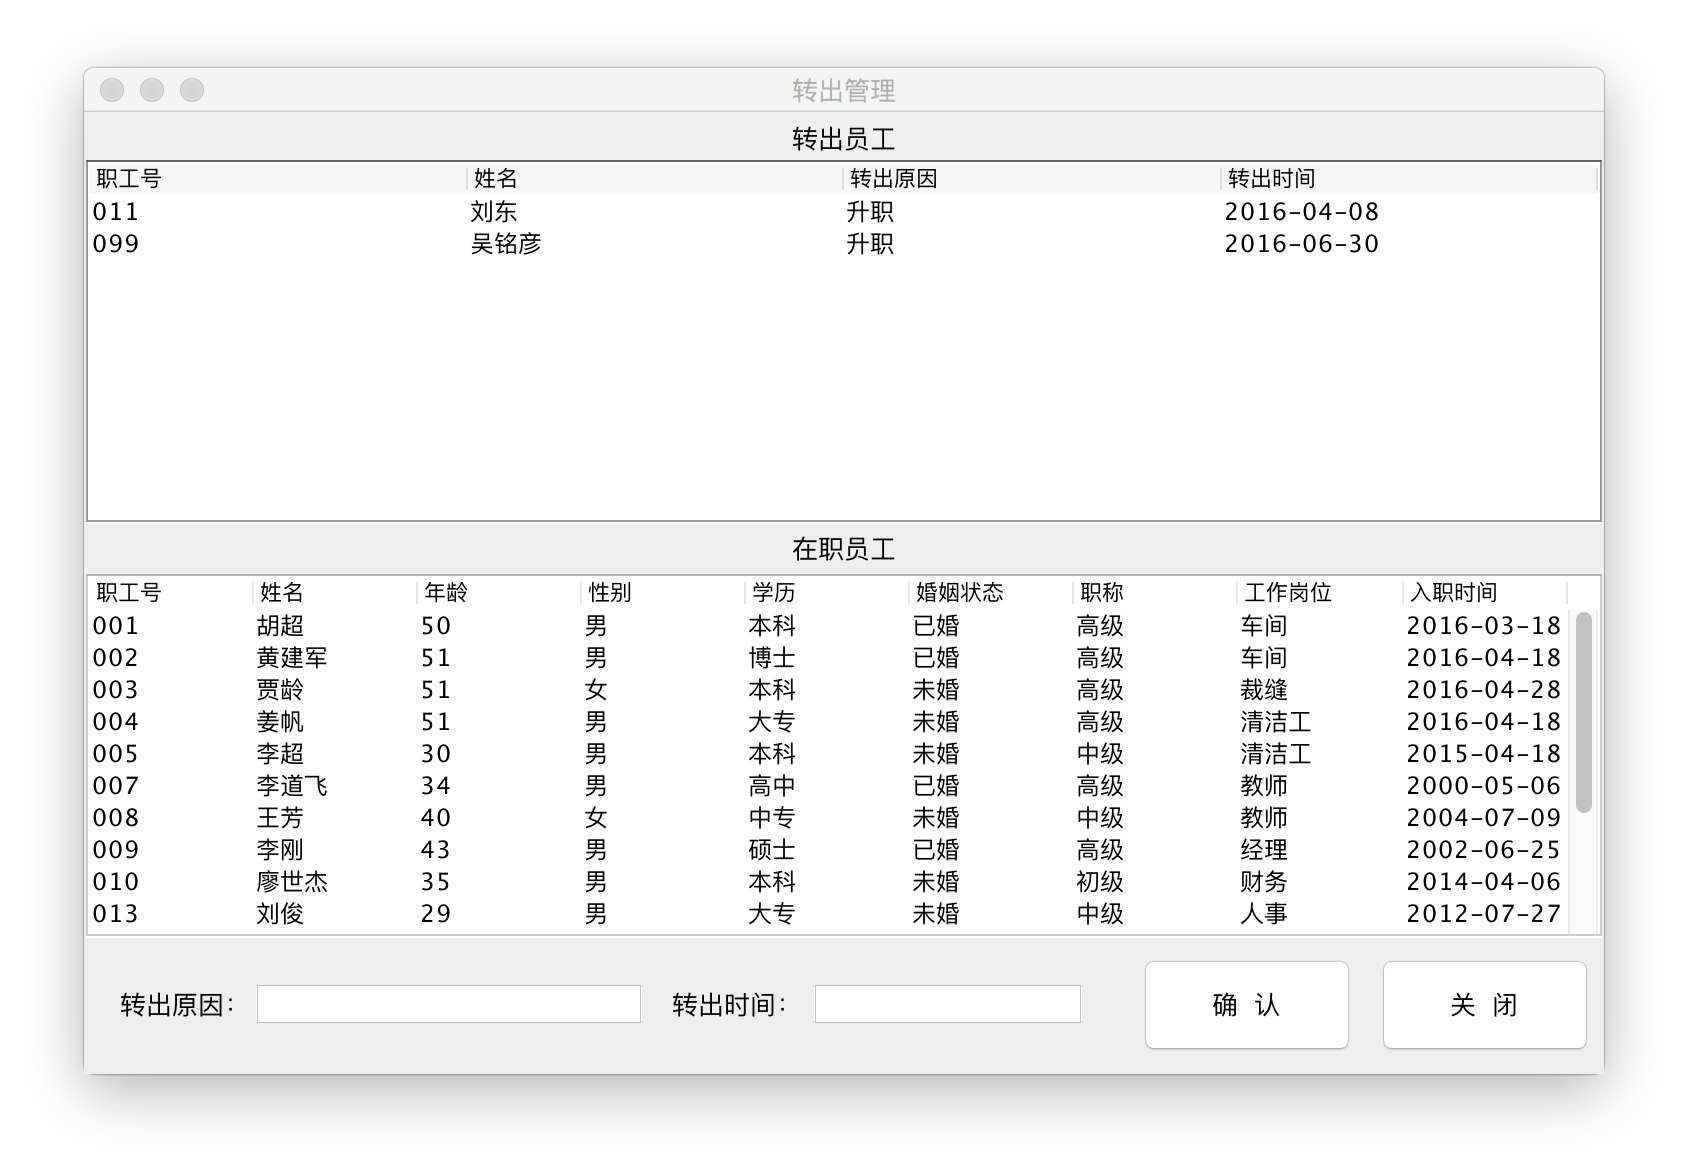 转出管理
转出员工
职工号 姓名 转出原因 转出时间
011 刘东 升职 2016-04-08
099 吴铭彦 升职 2016-06-30
在职员工
职工号 姓名 年龄 性别 学历 婚姻状态 职称 工作岗位 入职时间
001 胡超 50 男 本科 已婚 高级 车间 2016-03-18
002 黄建军 51 男 博士 已婚 高级 车间 2016-04-18
003 贾龄 51 女 本科 未婚 高级 裁缝 2016-04-28
004 姜帆 51 男 大专 未婚 高级 清洁工 2016-04-18
005 李超 30 男 本科 未婚 中级 清洁工 2015-04-18
007 李道飞 34 男 高中 已婚 高级 教师 2000-05-06
008 王芳 40 女 中专 未婚 中级 教师 2004-07-09
009 李刚 43 男 硕士 已婚 高级 经理 2002-06-25
010 廖世杰 35 男 本科 未婚 初级 财务 2014-04-06
013 刘俊 29 男 大专 未婚 中级 人事 2012-07-27
转出原因： 转出时间： 确 认 关 闭